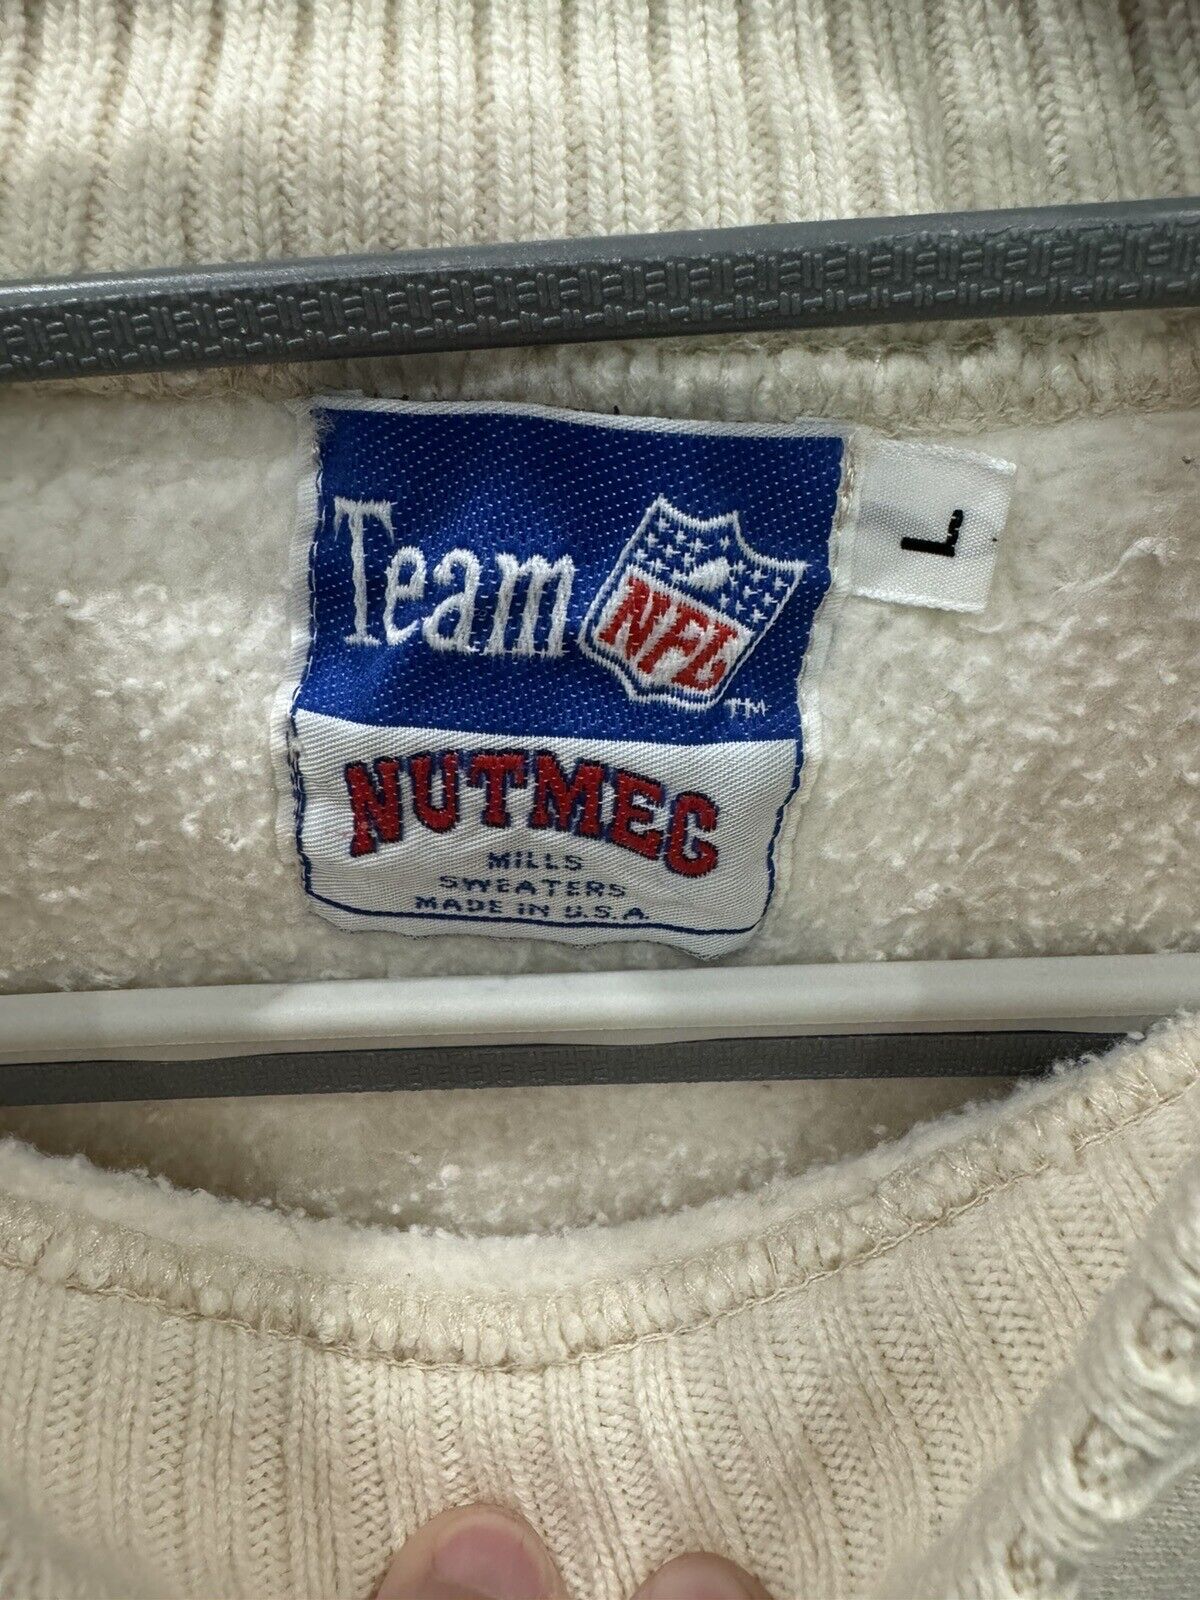 Team NFL TM
NUTMEG
MILLS
SWEATERS
MADE IN U.S.A.
L